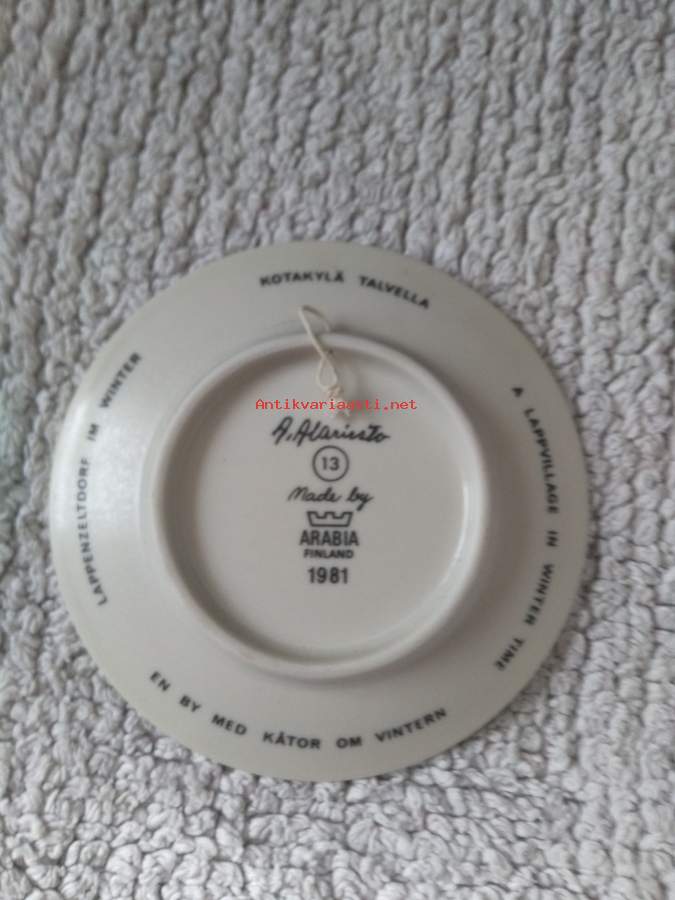 KOTAKYLÄ TALVELLA
A LAPPVILLAGE IN WINTER TIME
EN BY MED KÅTOR OM VINTERN
LAPPENZELTDORF IM WINTER
Antikvariaatti.net
A. Alariesto
13
Made by
ARABIA
FINLAND
1981